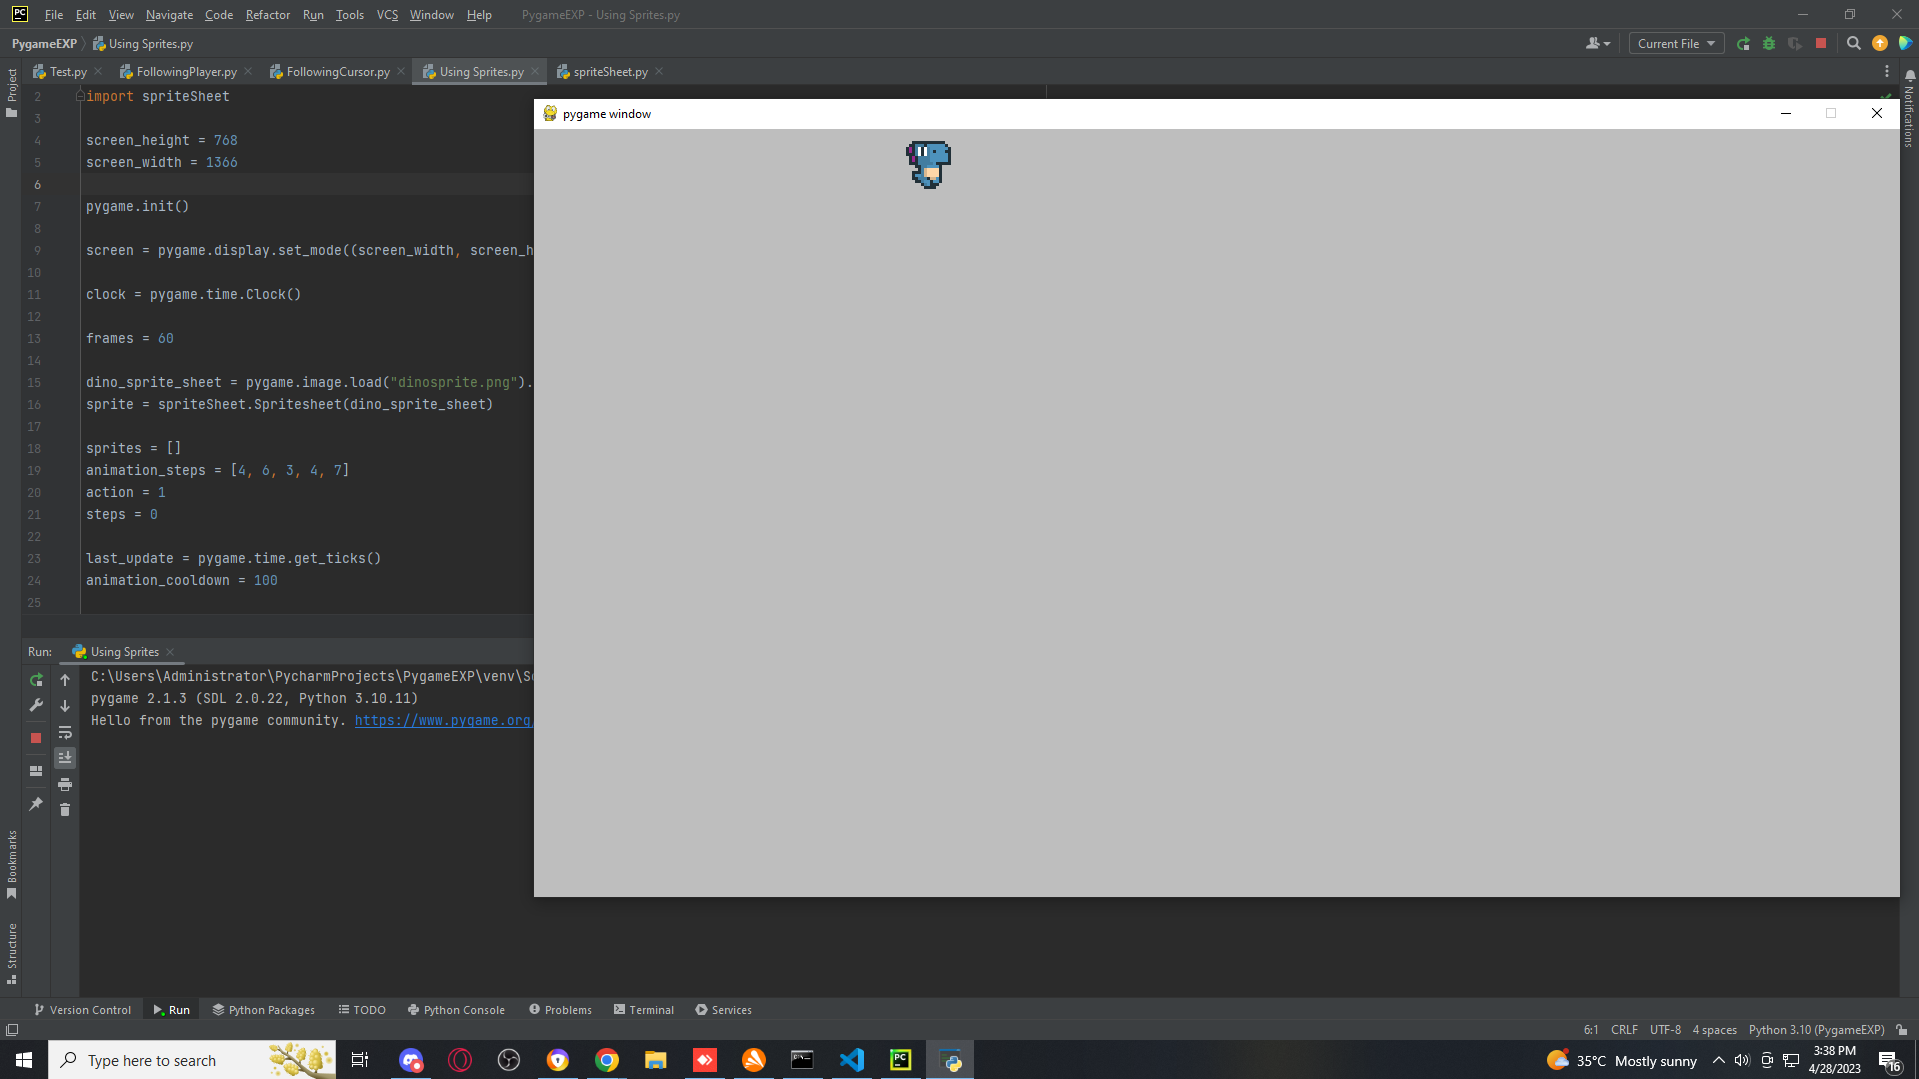 PC File Edit View Navigate Code Refactor Run Tools VCS Window Help PygameEXP - Using Sprites.py
PygameEXP Using Sprites.py Current File
Test.py FollowingPlayer.py FollowingCursor.py Using Sprites.py spriteSheet.py
Project
Notifications
2 import spriteSheet
3
4 screen_height = 768
5 screen_width = 1366
6
7 pygame.init()
8
9 screen = pygame.display.set_mode((screen_width, screen_h
10
11 clock = pygame.time.Clock()
12
13 frames = 60
14
15 dino_sprite_sheet = pygame.image.load("dinosprite.png").
16 sprite = spriteSheet.Spritesheet(dino_sprite_sheet)
17
18 sprites = []
19 animation_steps = [4, 6, 3, 4, 7]
20 action = 1
21 steps = 0
22
23 last_update = pygame.time.get_ticks()
24 animation_cooldown = 100
25
pygame window
Run: Using Sprites
C:\Users\Administrator\PycharmProjects\PygameEXP\venv\Sc
pygame 2.1.3 (SDL 2.0.22, Python 3.10.11)
Hello from the pygame community. https://www.pygame.org/
Bookmarks
Structure
Version Control Run Python Packages TODO Python Console Problems Terminal Services
6:1 CRLF UTF-8 4 spaces Python 3.10 (PygameEXP)
Type here to search
PC
35°C Mostly sunny
3:38 PM
4/28/2023
16